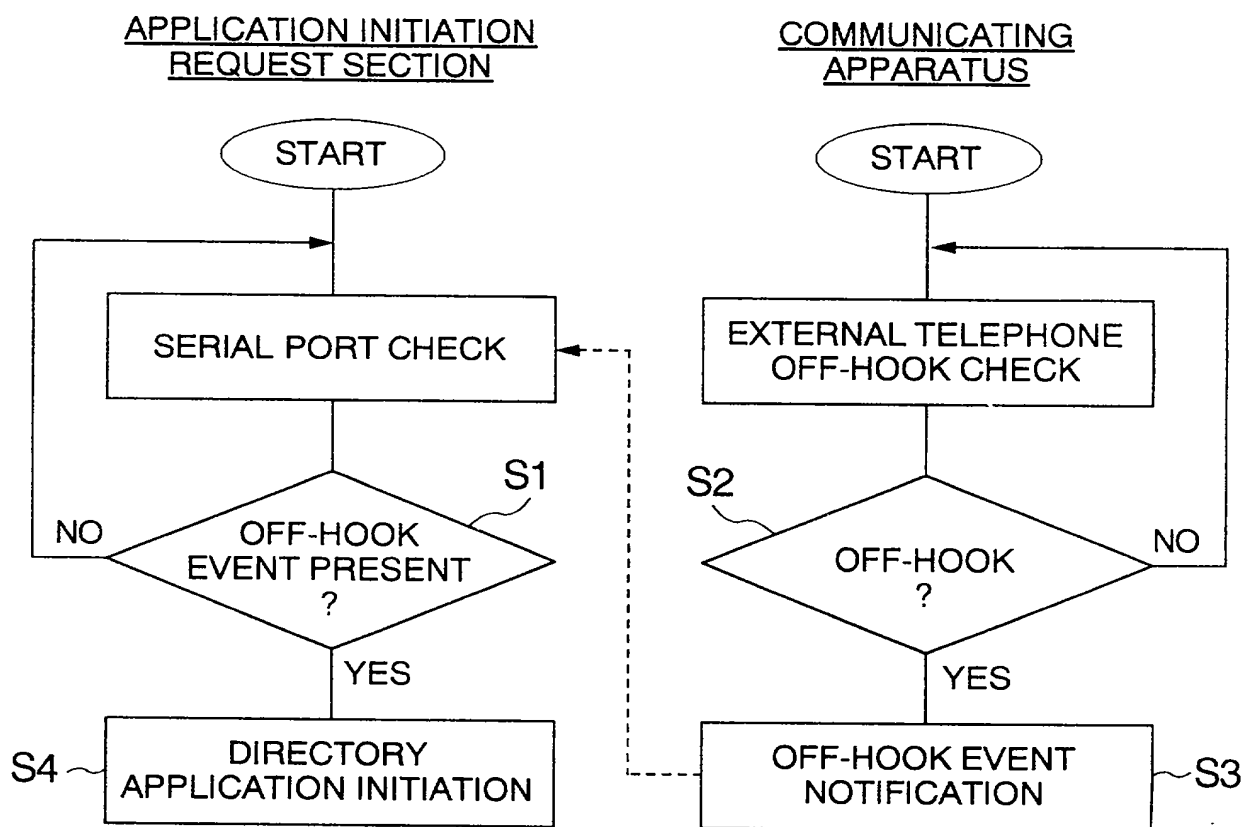 APPLICATION INITIATION
REQUEST SECTION
START
SERIAL PORT CHECK
S1
OFF-HOOK
EVENT PRESENT
?
NO
YES
S4
DIRECTORY
APPLICATION INITIATION
COMMUNICATING
APPARATUS
START
EXTERNAL TELEPHONE
OFF-HOOK CHECK
S2
OFF-HOOK
?
NO
YES
OFF-HOOK EVENT
NOTIFICATION
S3